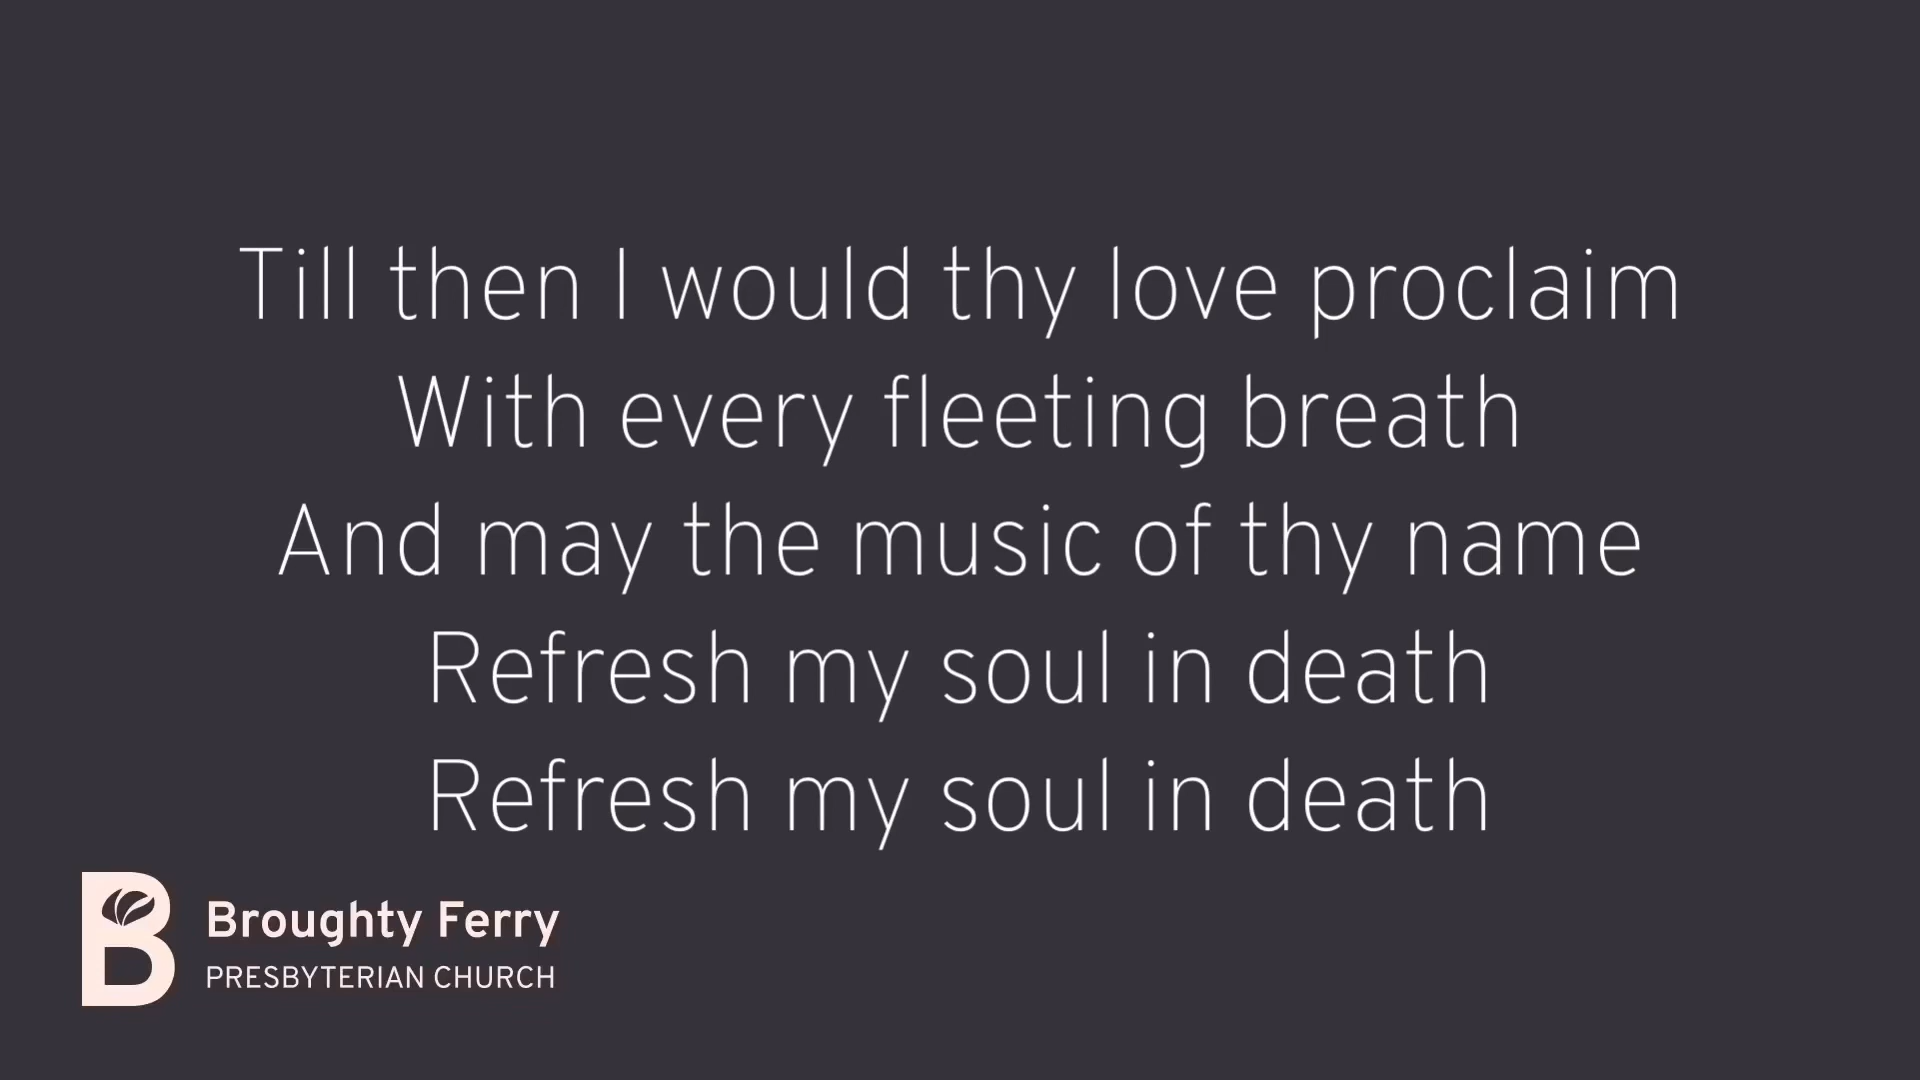 Till then I would thy love proclaim
With every fleeting breath
And may the music of thy name
Refresh my soul in death
Refresh my soul in death
Broughty Ferry
PRESBYTERIAN CHURCH